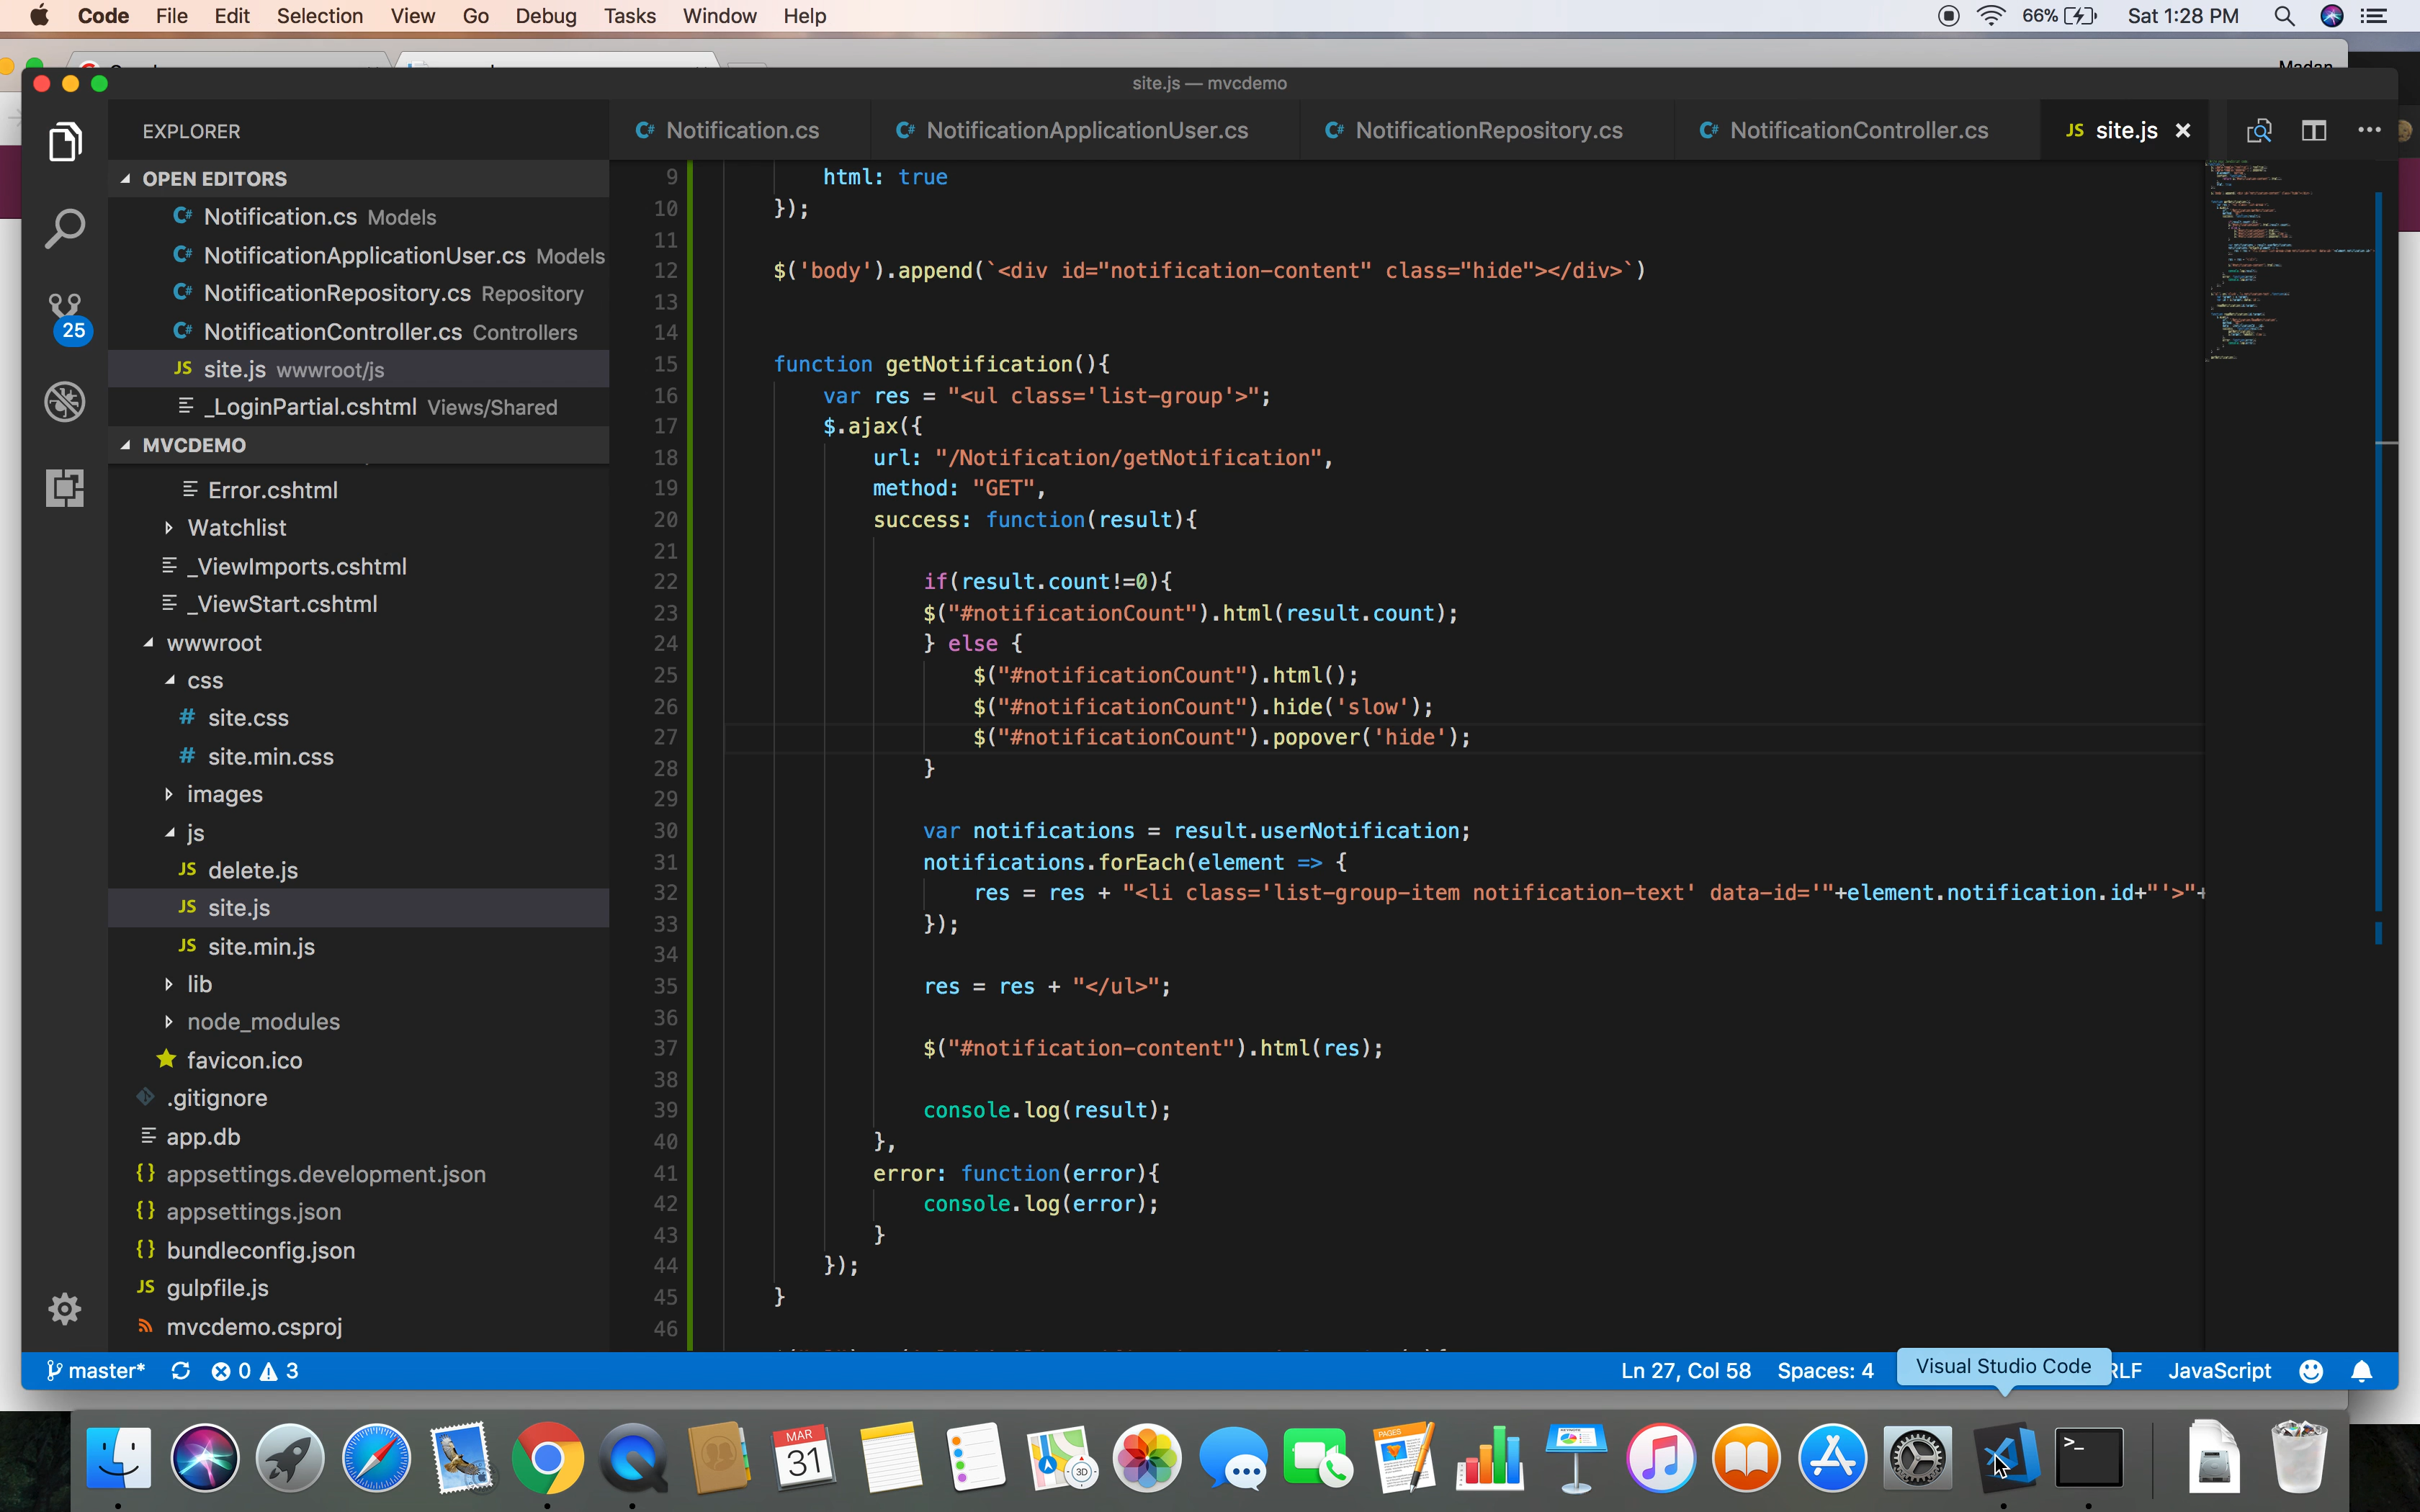 Code File Edit Selection View Go Debug Tasks Window Help 66% Sat 1:28 PM
site.js — mvcdemo
EXPLORER
OPEN EDITORS
C# Notification.cs Models
C# NotificationApplicationUser.cs Models
C# NotificationRepository.cs Repository
C# NotificationController.cs Controllers
JS site.js wwwroot/js
_LoginPartial.cshtml Views/Shared
25
MVCDEMO
Error.cshtml
Watchlist
_ViewImports.cshtml
_ViewStart.cshtml
wwwroot
css
# site.css
# site.min.css
images
js
JS delete.js
JS site.js
JS site.min.js
lib
node_modules
favicon.ico
.gitignore
app.db
{} appsettings.development.json
{} appsettings.json
{} bundleconfig.json
JS gulpfile.js
mvcdemo.csproj
C# Notification.cs C# NotificationApplicationUser.cs C# NotificationRepository.cs C# NotificationController.cs JS site.js
9 html: true
10 });
11
12 $('body').append(`<div id="notification-content" class="hide"></div>`)
13
14
15 function getNotification(){
16 var res = "<ul class='list-group'>";
17 $.ajax({
18 url: "/Notification/getNotification",
19 method: "GET",
20 success: function(result){
21
22 if(result.count!=0){
23 $("#notificationCount").html(result.count);
24 } else {
25 $("#notificationCount").html();
26 $("#notificationCount").hide('slow');
27 $("#notificationCount").popover('hide');
28 }
29
30 var notifications = result.userNotification;
31 notifications.forEach(element => {
32 res = res + "<li class='list-group-item notification-text' data-id='"+element.notification.id+"'>"+
33 });
34
35 res = res + "</ul>";
36
37 $("#notification-content").html(res);
38
39 console.log(result);
40 },
41 error: function(error){
42 console.log(error);
43 }
44 });
45 }
46
master* 0 3 Ln 27, Col 58 Spaces: 4 RLF JavaScript
Visual Studio Code
MAR
31
3D
PAGES
>_